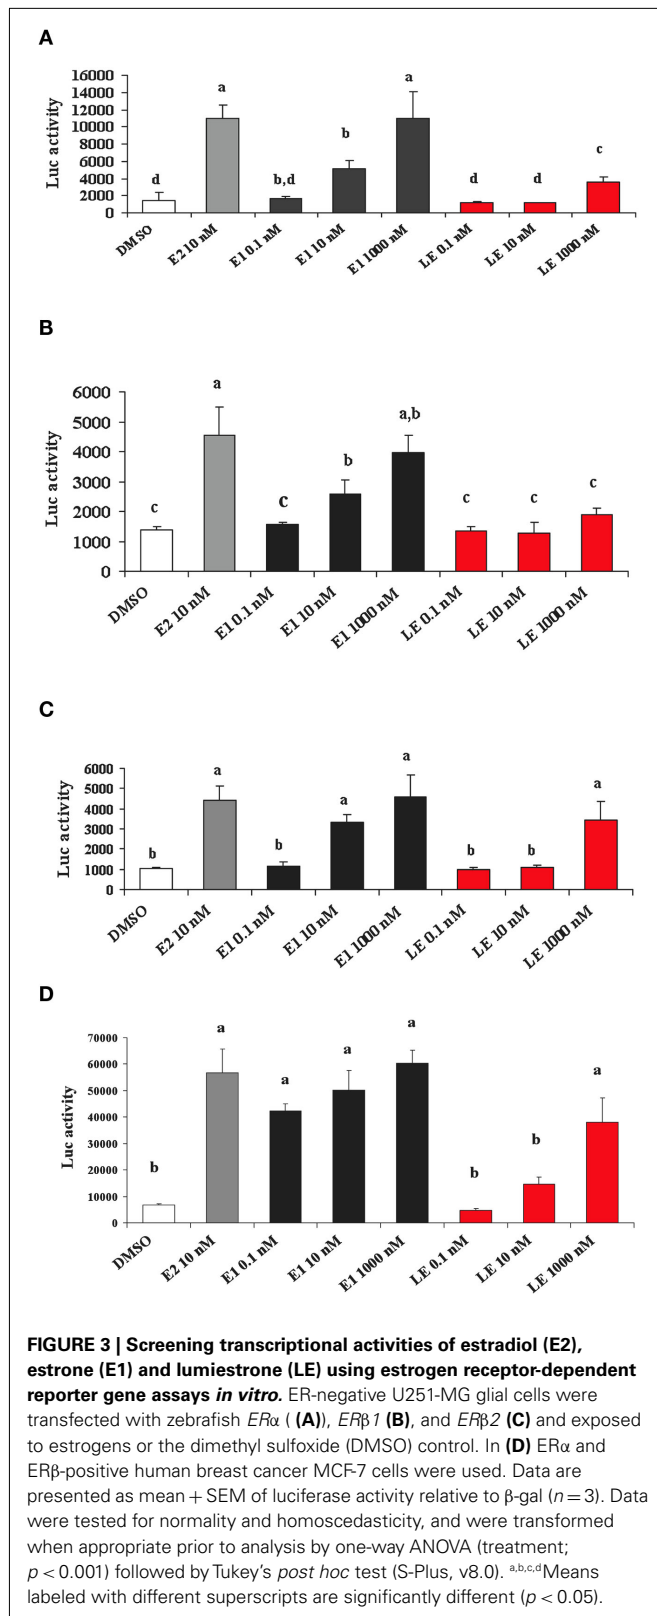 A
16000
14000
12000
10000
8000
6000
4000
2000
0
Luc activity
d
a
b,d
b
a
d
d
c
DMSO
E2 10 nM
E1 0.1 nM
E1 10 nM
E1 1000 nM
LE 0.1 nM
LE 10 nM
LE 1000 nM
B
6000
5000
4000
3000
2000
1000
0
Luc activity
c
a
c
b
a,b
c
c
c
DMSO
E2 10 nM
E1 0.1 nM
E1 10 nM
E1 1000 nM
LE 0.1 nM
LE 10 nM
LE 1000 nM
C
6000
5000
4000
3000
2000
1000
0
Luc activity
b
a
b
a
a
b
b
a
DMSO
E2 10 nM
E1 0.1 nM
E1 10 nM
E1 1000 nM
LE 0.1 nM
LE 10 nM
LE 1000 nM
D
70000
60000
50000
40000
30000
20000
10000
0
Luc activity
b
a
a
a
a
b
b
a
DMSO
E2 10 nM
E1 0.1 nM
E1 10 nM
E1 1000 nM
LE 0.1 nM
LE 10 nM
LE 1000 nM
FIGURE 3 | Screening transcriptional activities of estradiol (E2),
estrone (E1) and lumiestrone (LE) using estrogen receptor-dependent
reporter gene assays in vitro. ER-negative U251-MG glial cells were
transfected with zebrafish ERα ( (A)), ERβ1 (B), and ERβ2 (C) and exposed
to estrogens or the dimethyl sulfoxide (DMSO) control. In (D) ERα and
ERβ-positive human breast cancer MCF-7 cells were used. Data are
presented as mean + SEM of luciferase activity relative to β-gal (n = 3). Data
were tested for normality and homoscedasticity, and were transformed
when appropriate prior to analysis by one-way ANOVA (treatment;
p < 0.001) followed by Tukey's post hoc test (S-Plus, v8.0). a,b,c,dMeans
labeled with different superscripts are significantly different (p < 0.05).